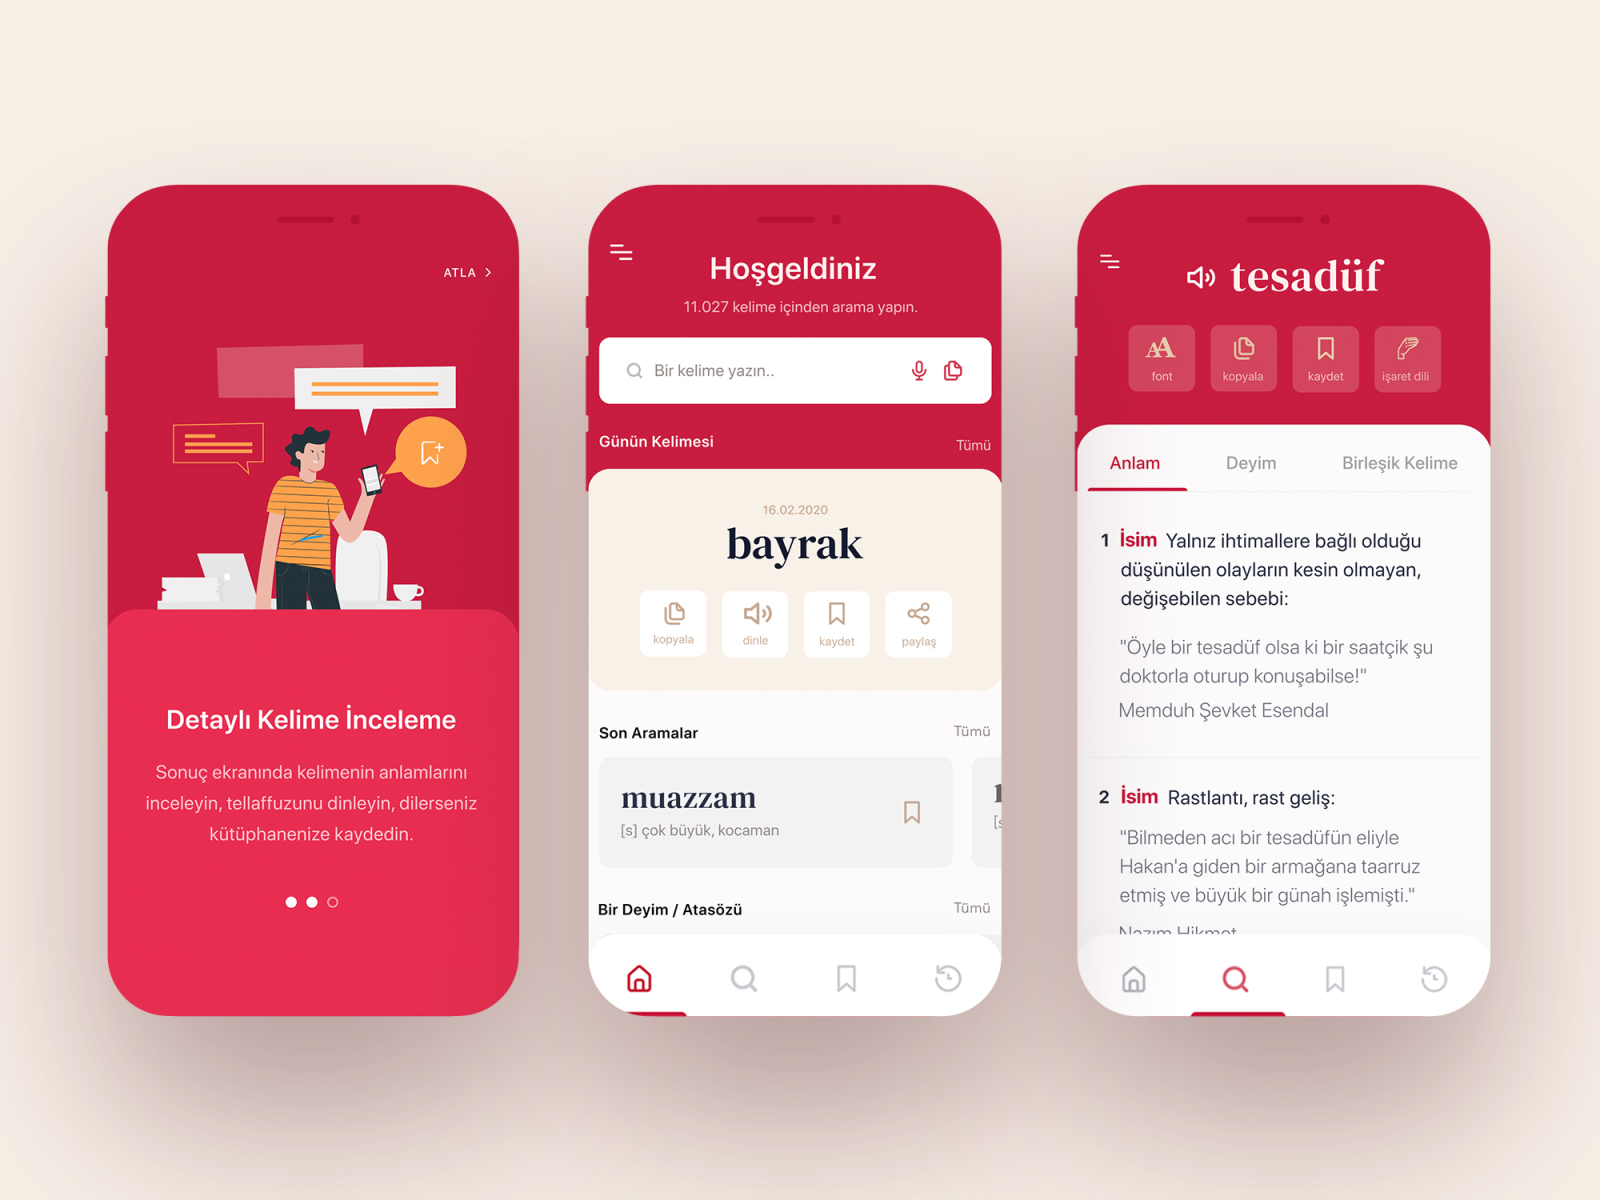 ATLA
Detaylı Kelime İnceleme
Sonuç ekranında kelimenin anlamlarını
inceleyin, tellaffuzunu dinleyin, dilerseniz
kütüphanenize kaydedin.
Hoşgeldiniz
11.027 kelime içinden arama yapın.
Bir kelime yazın..
Günün Kelimesi
Tümü
16.02.2020
bayrak
kopyala
dinle
kaydet
paylaş
Son Aramalar
Tümü
muazzam
[s] çok büyük, kocaman
Bir Deyim / Atasözü
Tümü
tesadüf
AA
font
kopyala
kaydet
işaret dili
Anlam
Deyim
Birleşik Kelime
1 İsim Yalnız ihtimallere bağlı olduğu
düşünülen olayların kesin olmayan,
değişebilen sebebi:
"Öyle bir tesadüf olsa ki bir saatçik şu
doktorla oturup konuşabilse!"
Memduh Şevket Esendal
2 İsim Rastlantı, rast geliş:
"Bilmeden acı bir tesadüfün eliyle
Hakan'a giden bir armağana taarruz
etmiş ve büyük bir günah işlemişti."
Nazım Hikmet